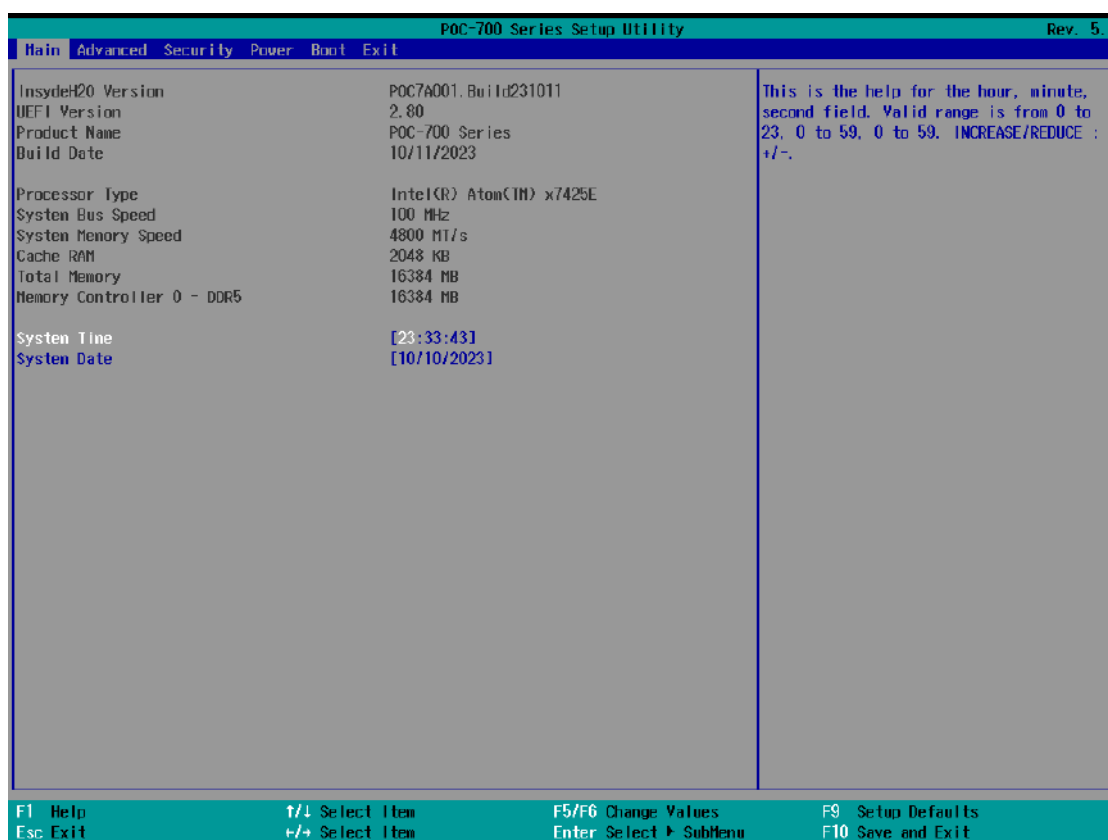 POC-700 Series Setup Utility Rev. 5.
Main Advanced Security Power Boot Exit
InsydeH2O Version POC7A001.Build231011
UEFI Version 2.80
Product Name POC-700 Series
Build Date 10/11/2023
Processor Type Intel(R) Atom(TM) x7425E
System Bus Speed 100 MHz
System Memory Speed 4800 MT/s
Cache RAM 2048 KB
Total Memory 16384 MB
Memory Controller 0 - DDR5 16384 MB
System Time [23:33:43]
System Date [10/10/2023]
This is the help for the hour, minute,
second field. Valid range is from 0 to
23, 0 to 59, 0 to 59. INCREASE/REDUCE :
+/-.
F1 Help ↑/↓ Select Item F5/F6 Change Values F9 Setup Defaults
Esc Exit ←/→ Select Item Enter Select ▶ SubMenu F10 Save and Exit